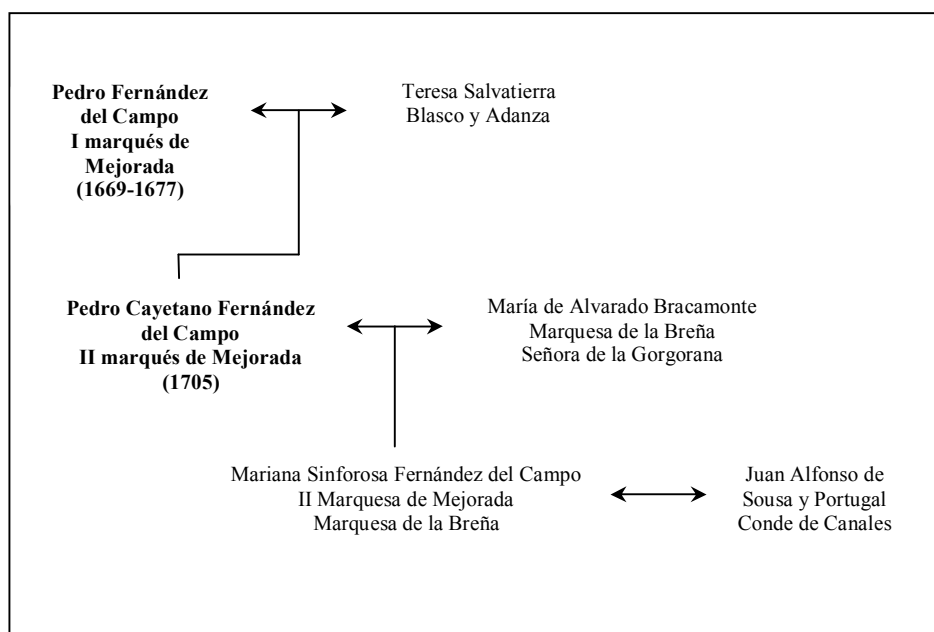 Pedro Fernández
del Campo
I marqués de
Mejorada
(1669-1677)
Teresa Salvatierra
Blasco y Adanza
Pedro Cayetano Fernández
del Campo
II marqués de Mejorada
(1705)
María de Alvarado Bracamonte
Marquesa de la Breña
Señora de la Gorgorana
Mariana Sinforosa Fernández del Campo
II Marquesa de Mejorada
Marquesa de la Breña
Juan Alfonso de
Sousa y Portugal
Conde de Canales